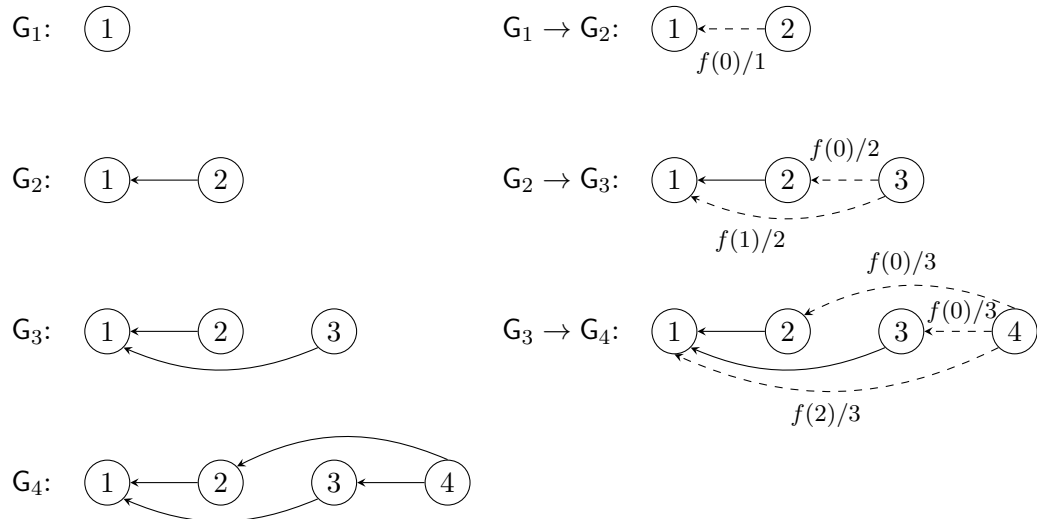 G₁: 1
G₁ → G₂: 1 2
f(0)/1
f(0)/2
G₂: 1 2
G₂ → G₃: 1 2 3
f(1)/2
f(0)/3
f(0)/3
G₃: 1 2 3
G₃ → G₄: 1 2 3 4
f(2)/3
G₄: 1 2 3 4